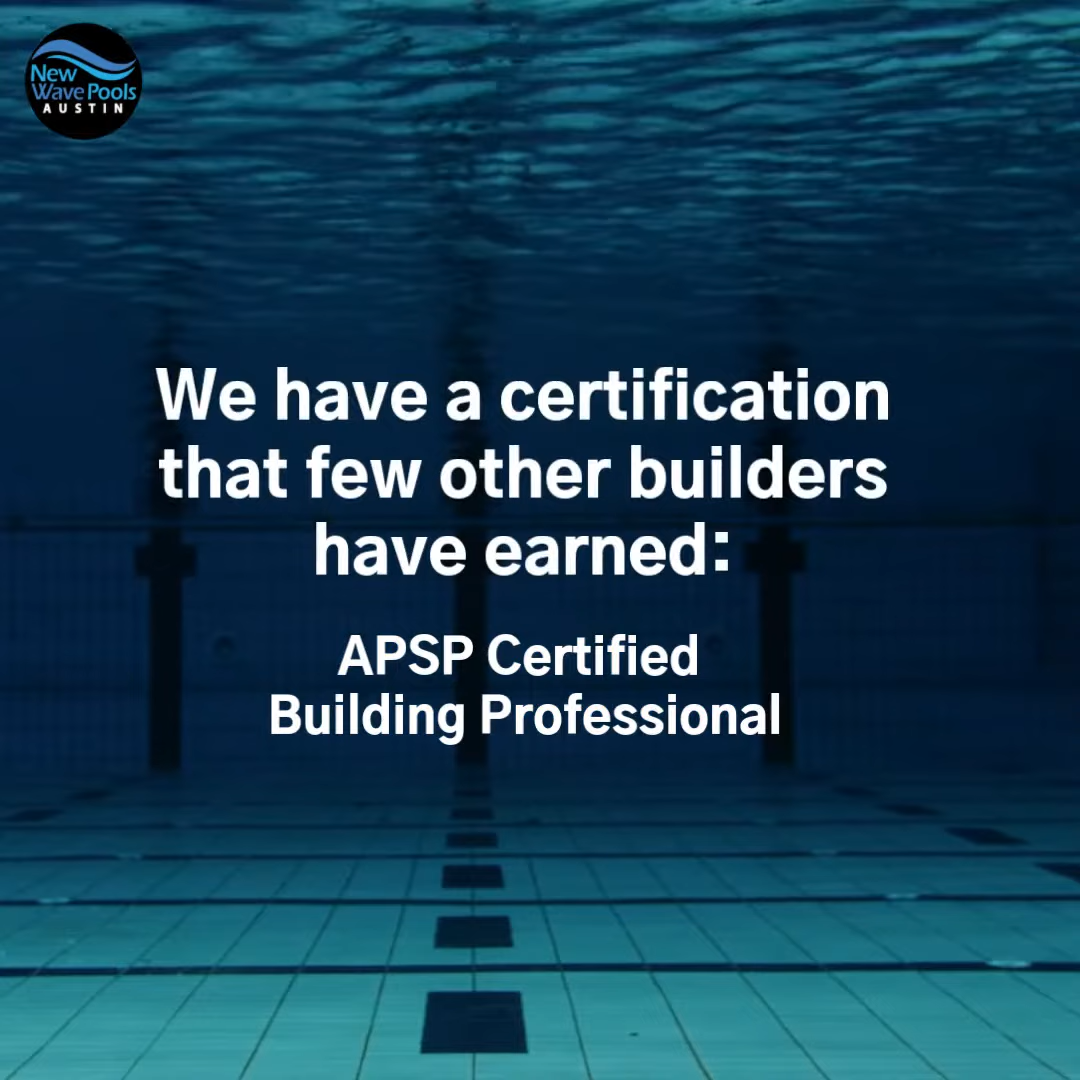 New
Wave Pools
AUSTIN
We have a certification
that few other builders
have earned:
APSP Certified
Building Professional